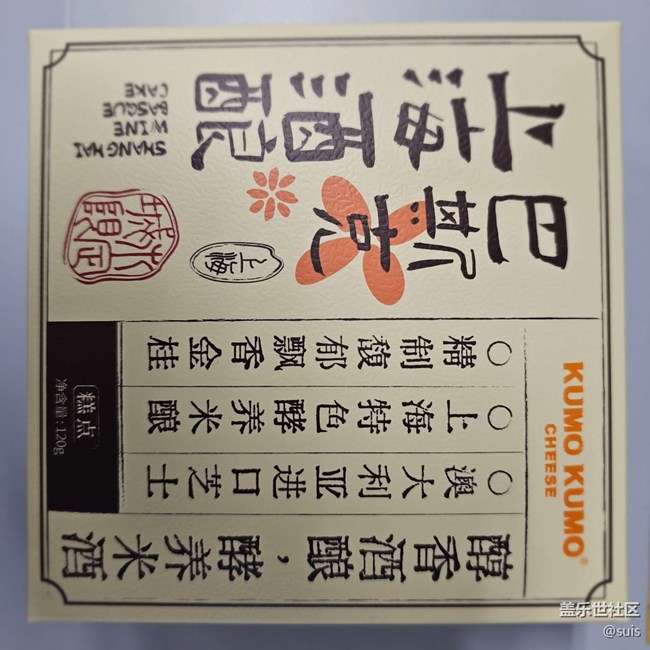 上海酒酿
巴斯克
SHANGHAI
WINE
BASQUE
CAKE
上海
限定
KUMO KUMO®
CHEESE
○ 精制馥郁飘香金桂
○ 上海特色酵养米酿
○ 澳大利亚进口芝士
醇香酒酿，酵养米酒
糕点
净含量：120g
盖乐世社区
@suis